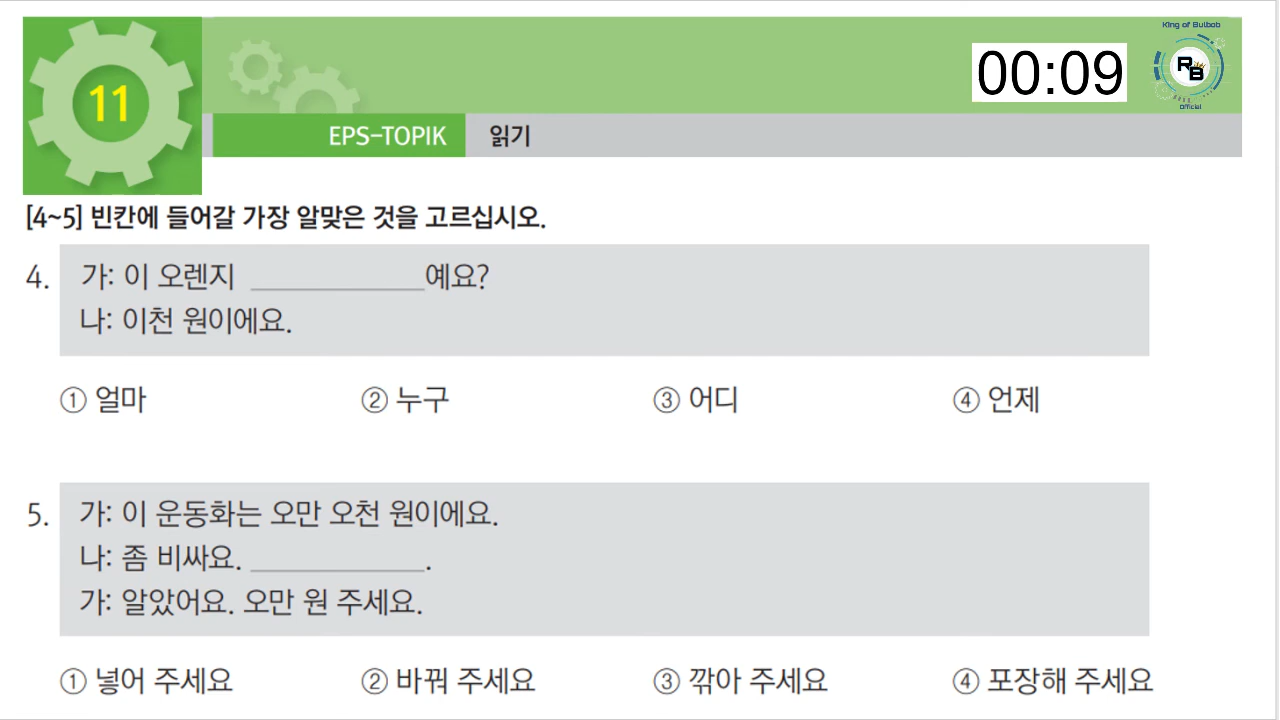 King of Bulbob
00:09
RB
Official
11
EPS-TOPIK 읽기
[4~5] 빈칸에 들어갈 가장 알맞은 것을 고르십시오.
4. 가: 이 오렌지 ____________예요?
나: 이천 원이에요.
① 얼마 ② 누구 ③ 어디 ④ 언제
5. 가: 이 운동화는 오만 오천 원이에요.
나: 좀 비싸요. ____________.
가: 알았어요. 오만 원 주세요.
① 넣어 주세요 ② 바꿔 주세요 ③ 깎아 주세요 ④ 포장해 주세요